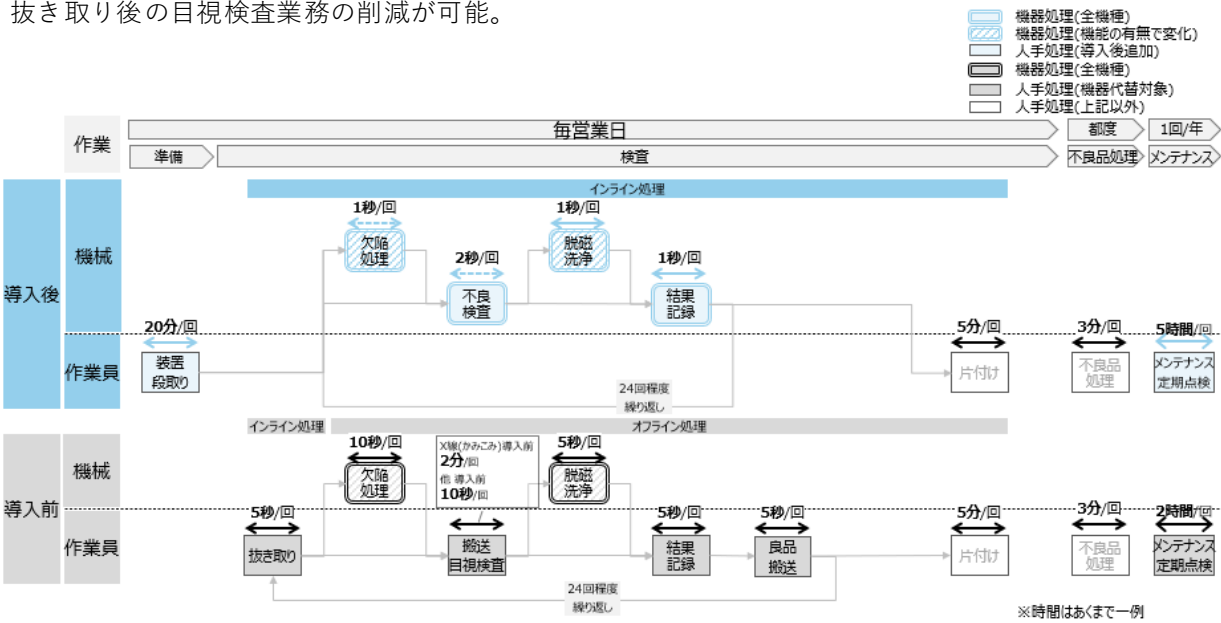 抜き取り後の目視検査業務の削減が可能。
機器処理(全機種)
機器処理(機能の有無で変化)
人手処理(導入後追加)
機器処理(全機種)
人手処理(機器代替対象)
人手処理(上記以外)
作業
毎営業日
都度
1回/年
準備
検査
不良品処理
メンテナンス
導入後
機械
作業員
インライン処理
1秒/回
欠陥
処理
2秒/回
不良
検査
1秒/回
脱磁
洗浄
1秒/回
結果
記録
20分/回
装置
段取り
24回程度
繰り返し
5分/回
片付け
3分/回
不良品
処理
5時間/回
メンテナンス
定期点検
導入前
機械
作業員
インライン処理
オフライン処理
10秒/回
欠陥
処理
X線(かみこみ)導入前
2分/回
他 導入前
10秒/回
5秒/回
脱磁
洗浄
5秒/回
抜き取り
搬送
目視検査
5秒/回
結果
記録
5秒/回
良品
搬送
24回程度
繰り返し
5分/回
片付け
3分/回
不良品
処理
2時間/回
メンテナンス
定期点検
※時間はあくまで一例